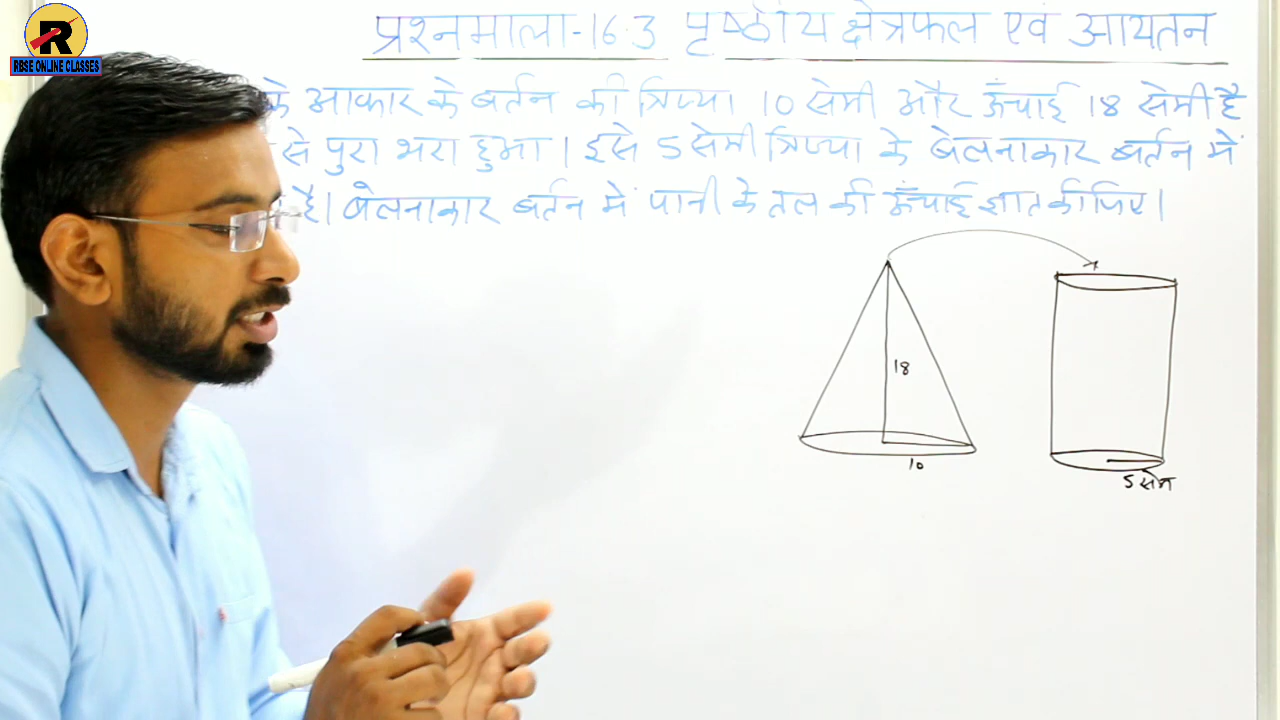 R
RBSE ONLINE CLASSES
प्रश्नमाला-16.3 पृष्ठीय क्षेत्रफल एवं आयतन
के आकार के बर्तन की त्रिज्या 10 सेमी और ऊँचाई 18 सेमी है
से पुरा भरा हुआ। इसे 5 सेमी त्रिज्या के बेलनाकार बर्तन में
है। बेलनाकार बर्तन में पानी के तल की ऊँचाई ज्ञात कीजिए।
18
10
5 सेमी